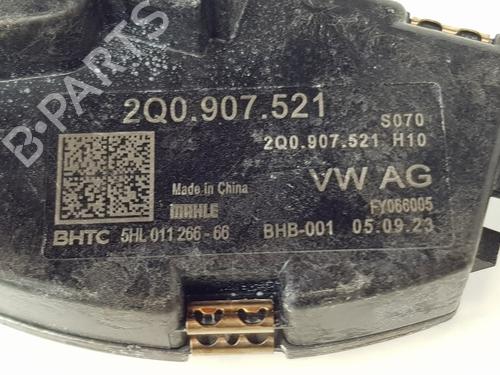 B-PARTS
2Q0.907.521
S070
2Q0.907.521 H10
Made in China
VW AG
MAHLE
FY066005
BHTC 5HL 011 266-66 BHB-001 05.09.23